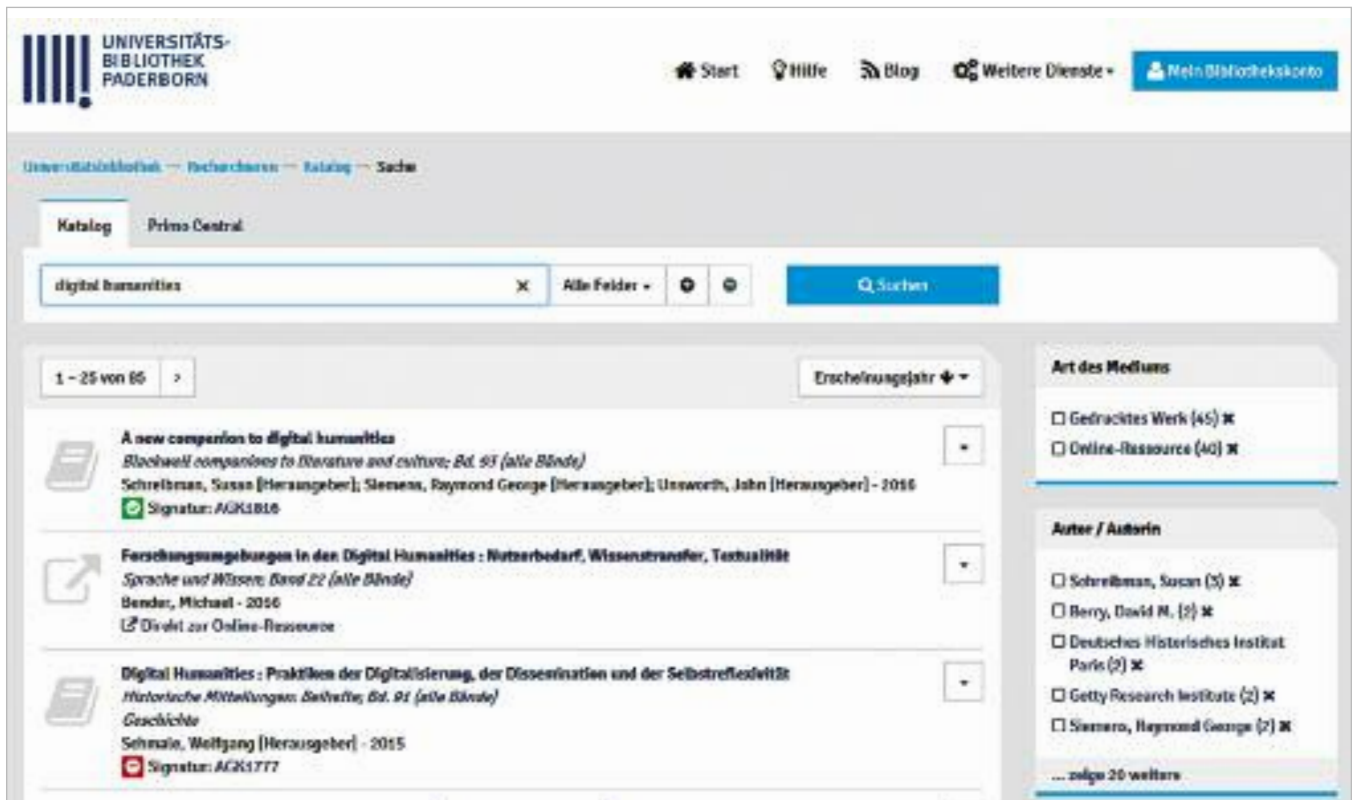 UNIVERSITÄTS-
BIBLIOTHEK
PADERBORN
Start Hilfe Blog Weitere Dienste Mein Bibliothekskonto
Universitätsbibliothek — Recherchieren — Katalog — Suche
Katalog Primo Central
digital humanities × Alle Felder Suchen
1 – 25 von 85 ›
Erscheinungsjahr
A new companion to digital humanities
Blackwell companions to literature and culture; Bd. 93 (alle Bände)
Schreibman, Susan [Herausgeber]; Siemens, Raymond George [Herausgeber]; Unsworth, John [Herausgeber] - 2016
Signatur: AGK1816
Forschungsumgebungen in den Digital Humanities : Nutzerbedarf, Wissenstransfer, Textualität
Sprache und Wissen; Band 22 (alle Bände)
Bender, Michael - 2016
Direkt zur Online-Ressource
Digital Humanities : Praktiken der Digitalisierung, der Dissemination und der Selbstreflexivität
Historische Mitteilungen: Beihefte; Bd. 91 (alle Bände)
Geschichte
Schmale, Wolfgang [Herausgeber] - 2015
Signatur: AGK1777
Art des Mediums
Gedrucktes Werk (45)
Online-Ressource (40)
Autor / Autorin
Schreibman, Susan (3)
Berry, David M. (2)
Deutsches Historisches Institut
Paris (2)
Getty Research Institute (2)
Siemens, Raymond George (2)
... zeige 20 weitere